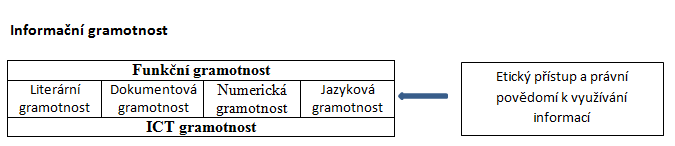 Informační gramotnost
Funkční gramotnost
Literární gramotnost
Dokumentová gramotnost
Numerická gramotnost
Jazyková gramotnost
ICT gramotnost
Etický přístup a právní
povědomí k využívání
informací